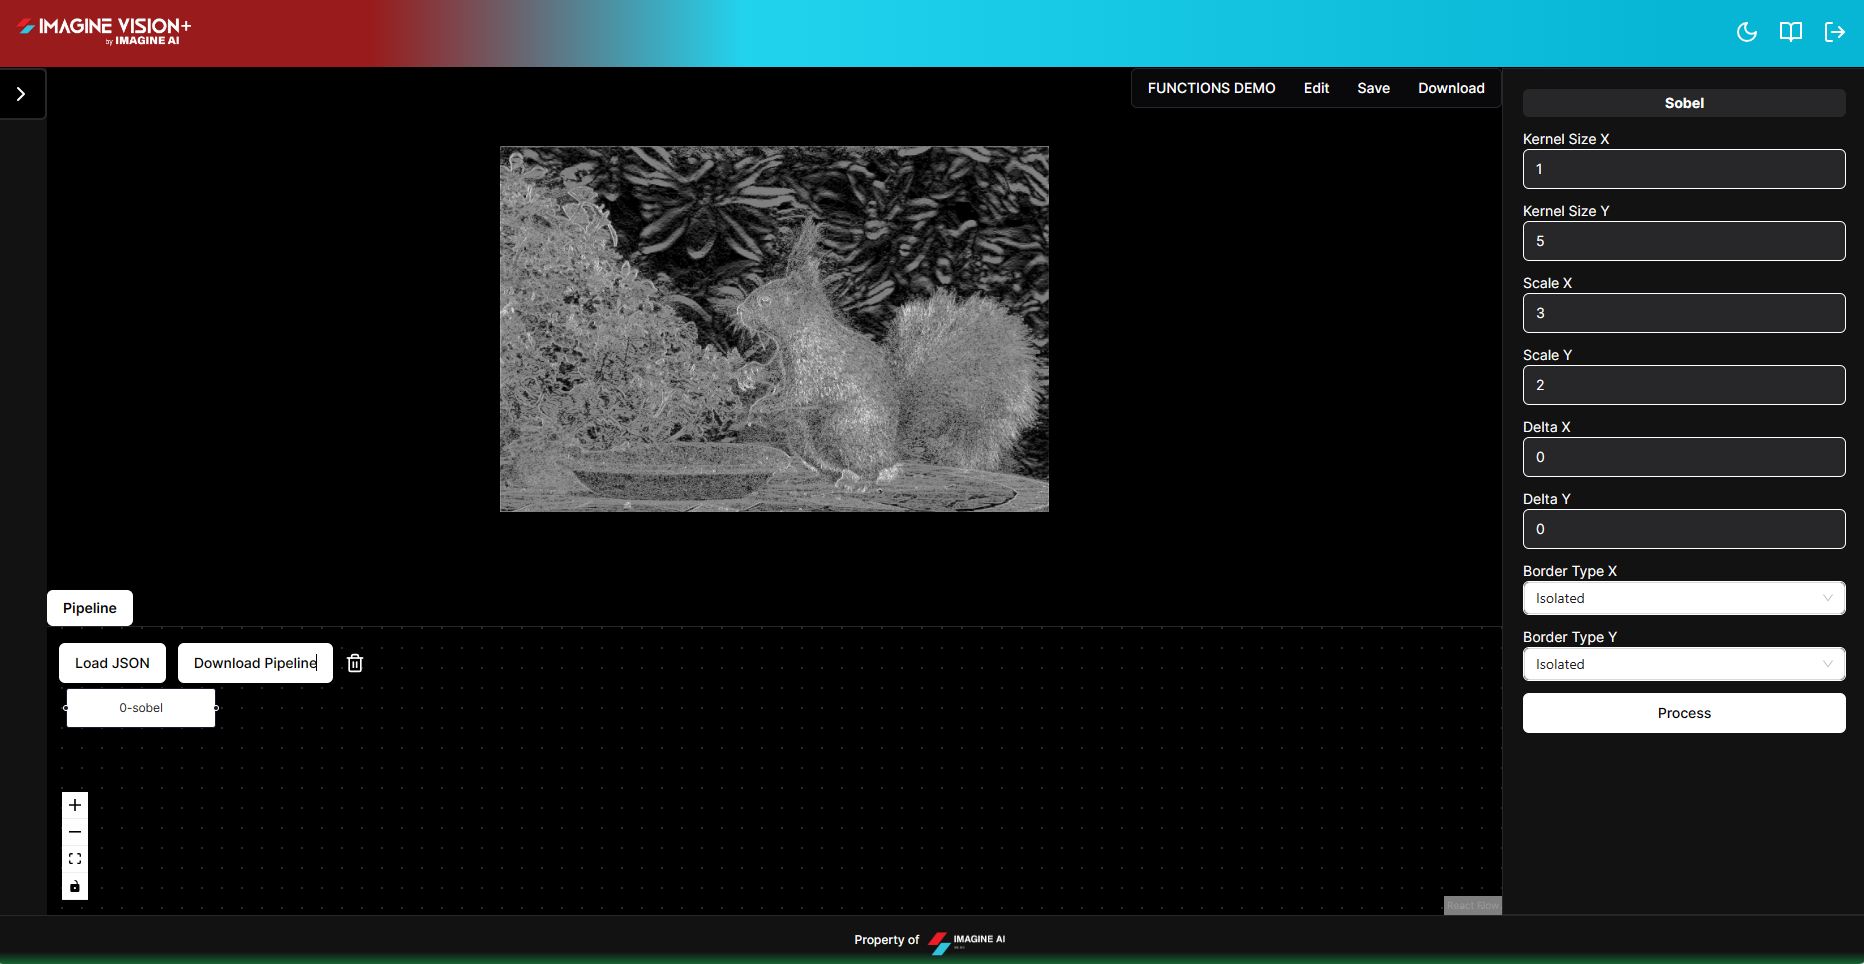 IMAGINE VISION+
by IMAGINE AI
FUNCTIONS DEMO Edit Save Download
Sobel
Kernel Size X
1
Kernel Size Y
5
Scale X
3
Scale Y
2
Delta X
0
Delta Y
0
Border Type X
Isolated
Border Type Y
Isolated
Process
Pipeline
Load JSON Download Pipeline
0-sobel
React Flow
Property of IMAGINE AI